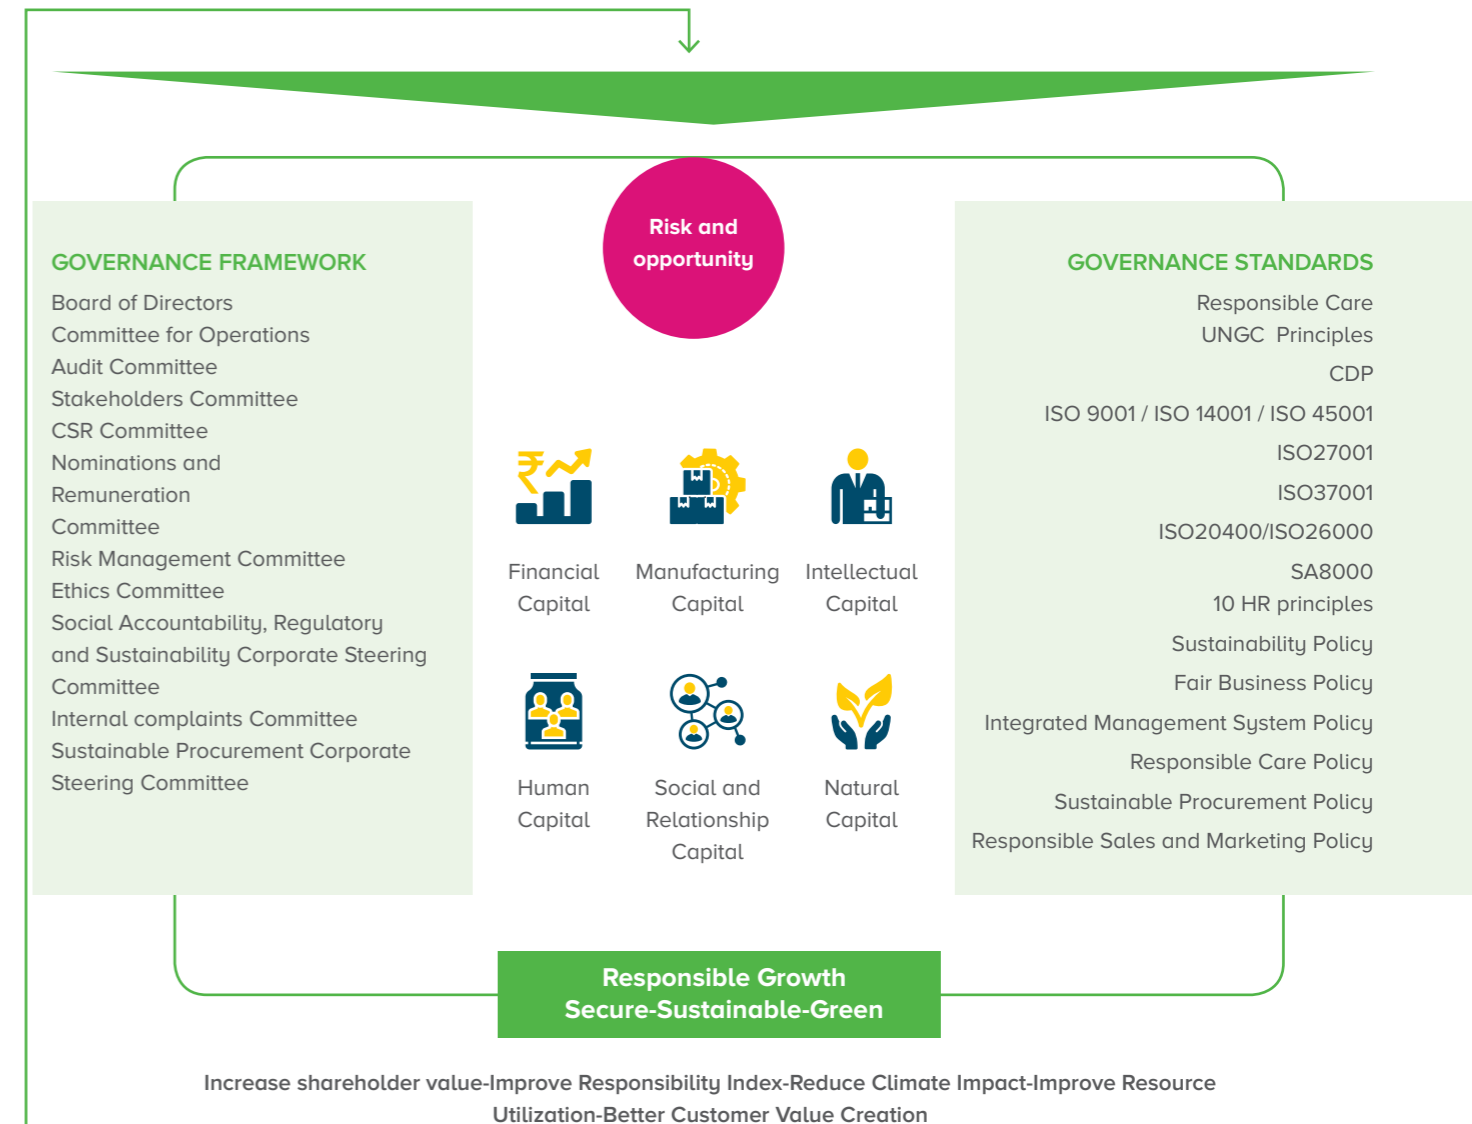 Risk and
opportunity
GOVERNANCE FRAMEWORK
Board of Directors
Committee for Operations
Audit Committee
Stakeholders Committee
CSR Committee
Nominations and
Remuneration
Committee
Risk Management Committee
Ethics Committee
Social Accountability, Regulatory
and Sustainability Corporate Steering
Committee
Internal complaints Committee
Sustainable Procurement Corporate
Steering Committee
₹
Financial
Capital
Manufacturing
Capital
Intellectual
Capital
Human
Capital
Social and
Relationship
Capital
Natural
Capital
GOVERNANCE STANDARDS
Responsible Care
UNGC Principles
CDP
ISO 9001 / ISO 14001 / ISO 45001
ISO27001
ISO37001
ISO20400/ISO26000
SA8000
10 HR principles
Sustainability Policy
Fair Business Policy
Integrated Management System Policy
Responsible Care Policy
Sustainable Procurement Policy
Responsible Sales and Marketing Policy
Responsible Growth
Secure-Sustainable-Green
Increase shareholder value-Improve Responsibility Index-Reduce Climate Impact-Improve Resource
Utilization-Better Customer Value Creation